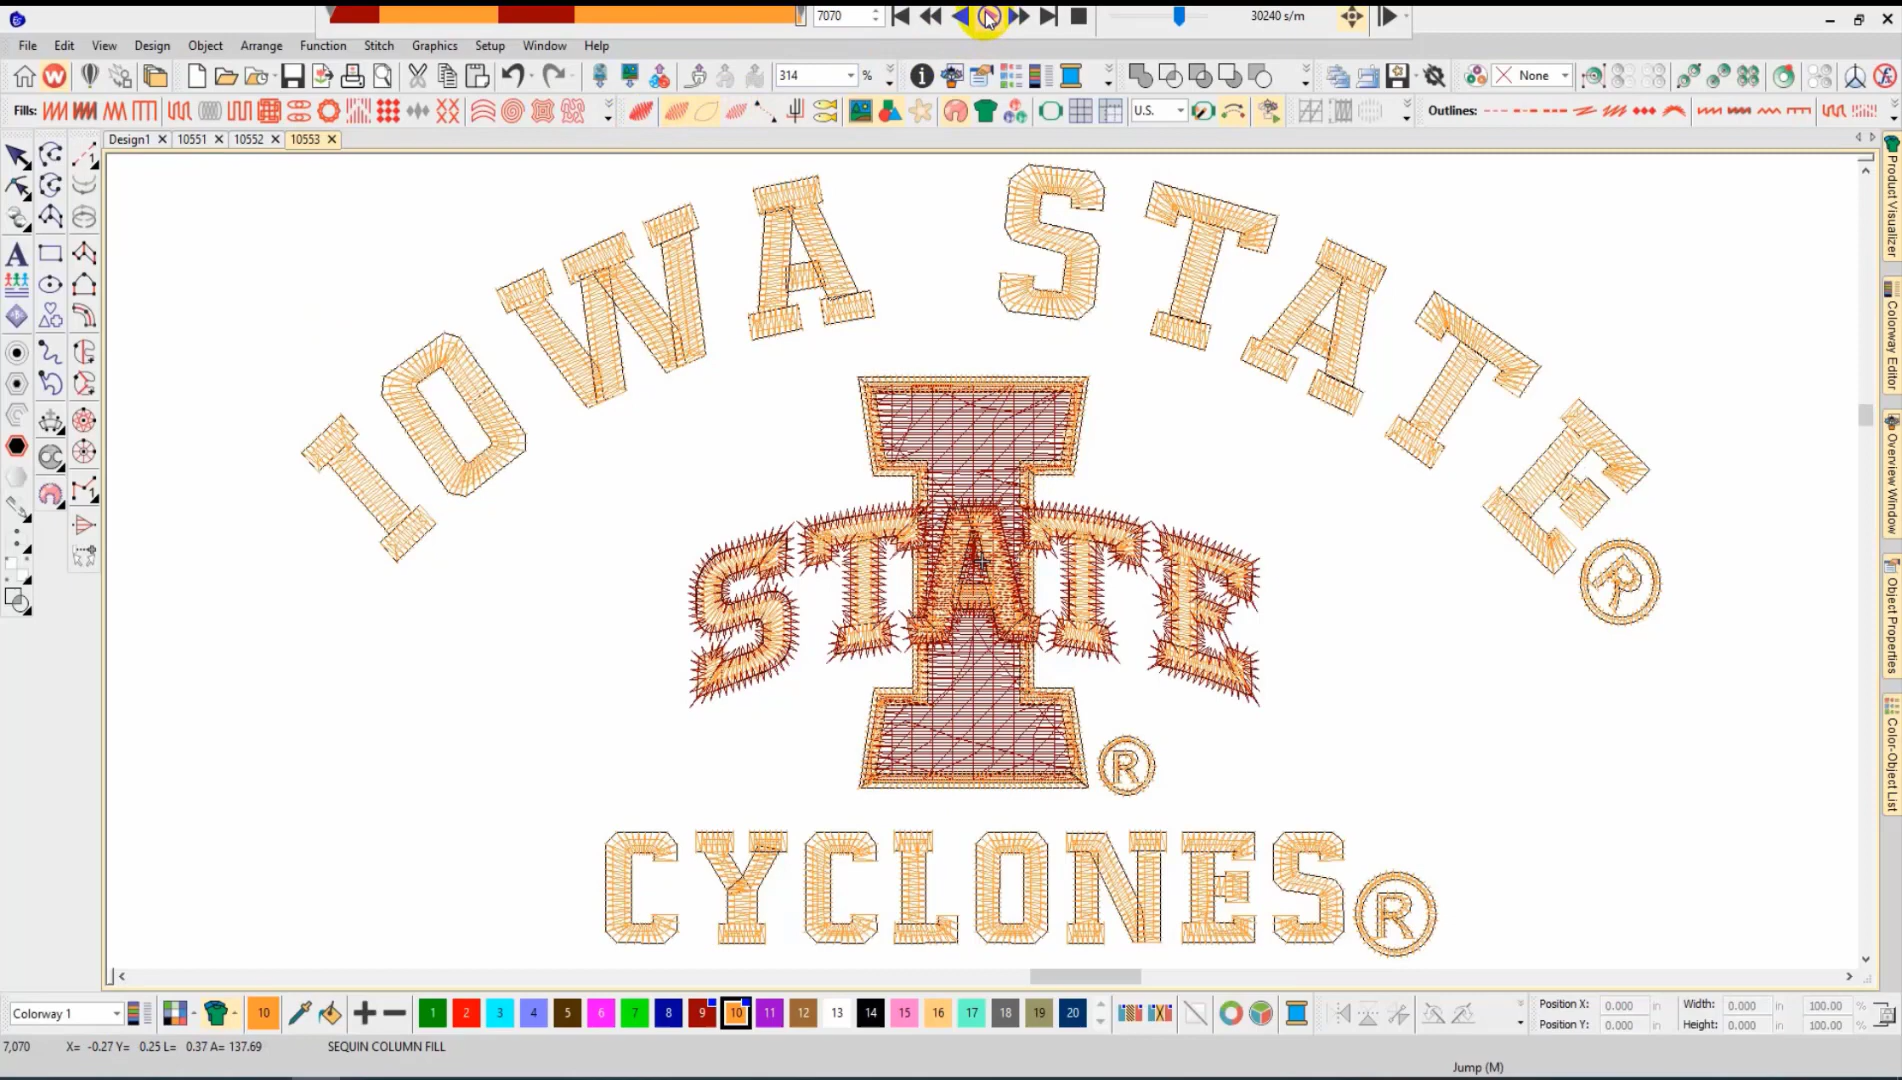 7070
30240 s/m
File Edit View Design Object Arrange Function Stitch Graphics Setup Window Help
314 %
None
Fills:
U.S.
Outlines:
Design1 10551 10552 10553
IOWA STATE ®
STATE
®
CYCLONES ®
Product Visualizer
Colorway Editor
Overview Window
Object Properties
Color-Object List
Colorway 1
10
1 2 3 4 5 6 7 8 9 10 11 12 13 14 15 16 17 18 19 20
Position X: 0.000 in Width: 0.000 in 100.00 %
Position Y: 0.000 in Height: 0.000 in 100.00 %
7,070 X= -0.27 Y= 0.25 L= 0.37 A= 137.69 SEQUIN COLUMN FILL
Jump (M)